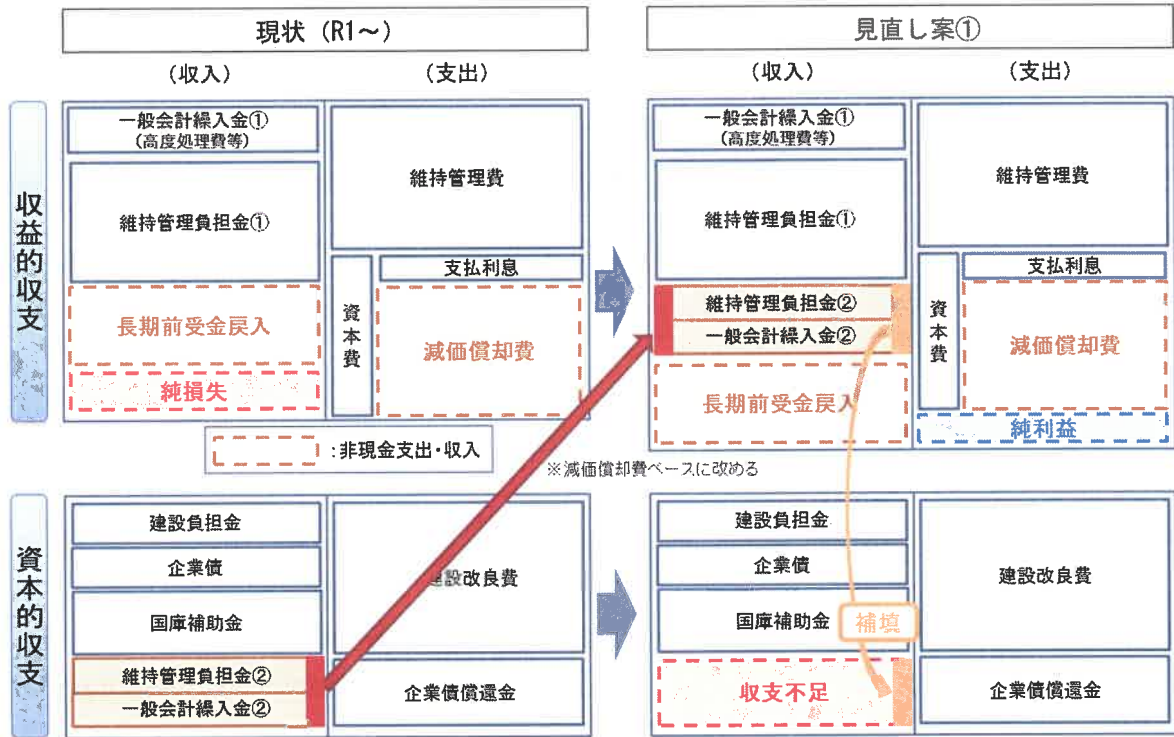 現状（R1～）
見直し案①
（収入）
（支出）
（収入）
（支出）
収益的収支
一般会計繰入金①
（高度処理費等）
維持管理負担金①
長期前受金戻入
純損失
維持管理費
資本費
支払利息
減価償却費
一般会計繰入金①
（高度処理費等）
維持管理負担金①
維持管理負担金②
一般会計繰入金②
長期前受金戻入
維持管理費
資本費
支払利息
減価償却費
純利益
：非現金支出・収入
※減価償却費ベースに改める
資本的収支
建設負担金
企業債
国庫補助金
維持管理負担金②
一般会計繰入金②
建設改良費
企業債償還金
建設負担金
企業債
国庫補助金
補填
収支不足
建設改良費
企業債償還金